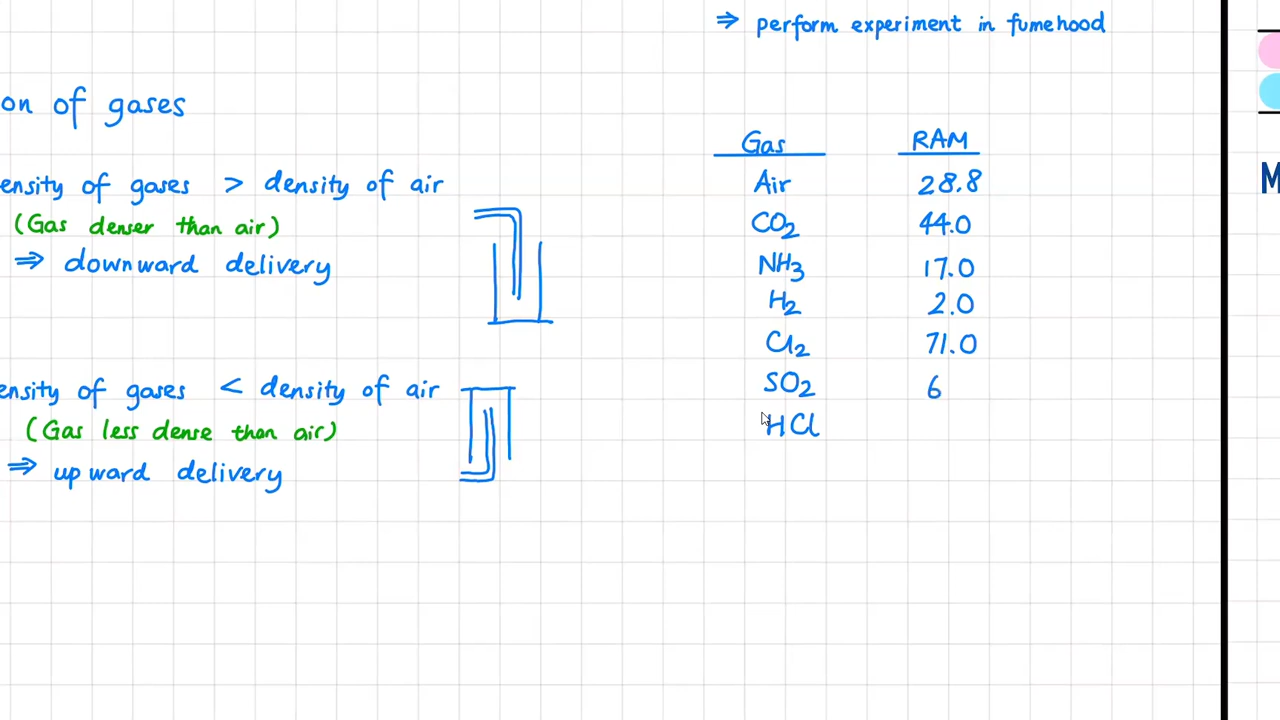 ⇒ perform experiment in fumehood
on of gases
ensity of gases > density of air
(Gas denser than air)
⇒ downward delivery
ensity of gases < density of air
(Gas less dense than air)
⇒ upward delivery
Gas RAM
Air 28.8
CO2 44.0
NH3 17.0
H2 2.0
Cl2 71.0
SO2 6
HCl
M